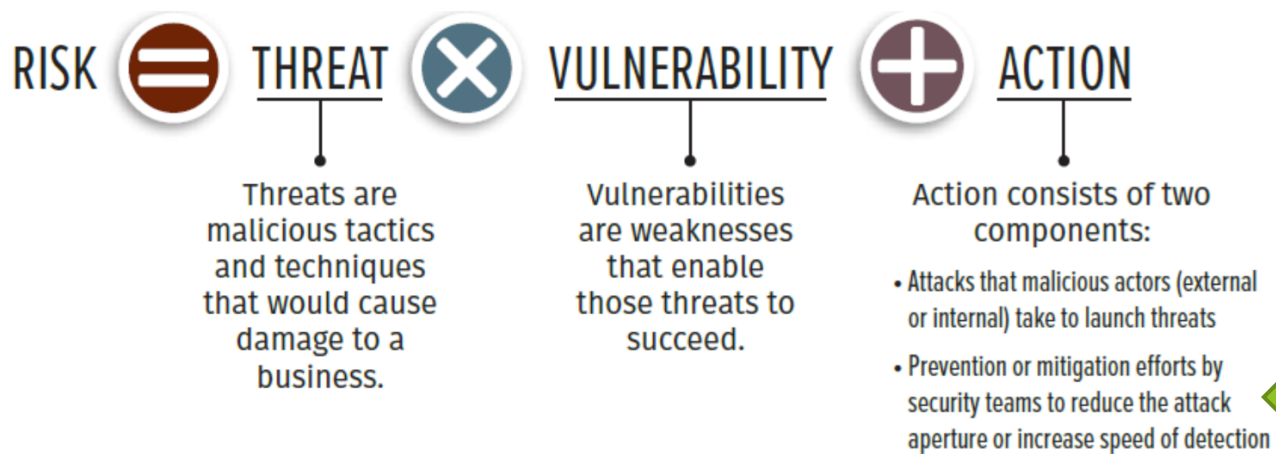 RISK = THREAT × VULNERABILITY + ACTION
Threats are
malicious tactics
and techniques
that would cause
damage to a
business.
Vulnerabilities
are weaknesses
that enable
those threats to
succeed.
Action consists of two
components:
• Attacks that malicious actors (external
or internal) take to launch threats
• Prevention or mitigation efforts by
security teams to reduce the attack
aperture or increase speed of detection